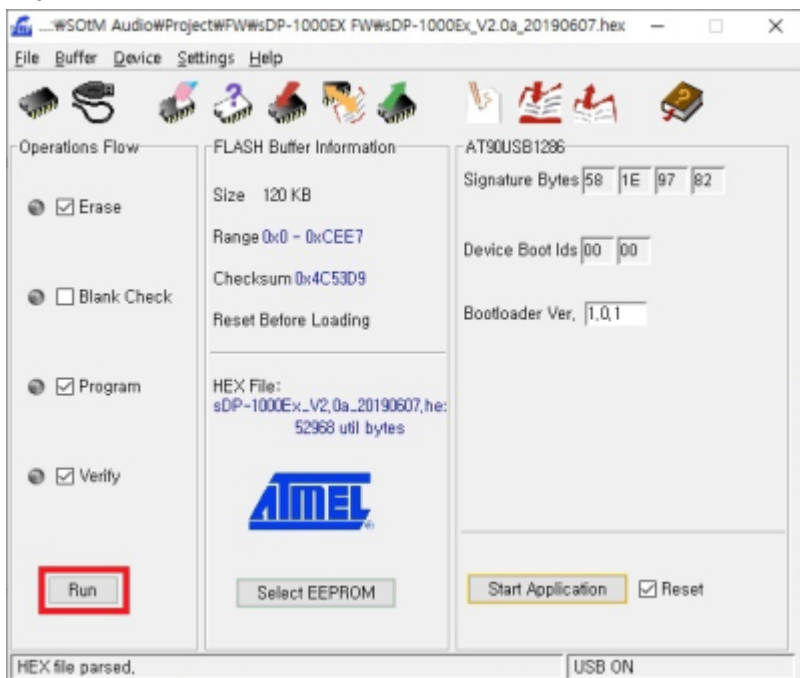 ...₩SOtM Audio₩Project₩FW₩sDP-1000EX FW₩sDP-1000Ex_V2.0a_20190607.hex
File Buffer Device Settings Help
Operations Flow
Erase
Blank Check
Program
Verify
Run
FLASH Buffer Information
Size 120 KB
Range 0x0 - 0xCEE7
Checksum 0x4C53D9
Reset Before Loading
HEX File:
sDP-1000Ex_V2,0a_20190607,he:
52968 util bytes
ATMEL
Select EEPROM
AT90USB1286
Signature Bytes 58 1E 97 82
Device Boot Ids 00 00
Bootloader Ver, 1,0,1
Start Application Reset
HEX file parsed,
USB ON